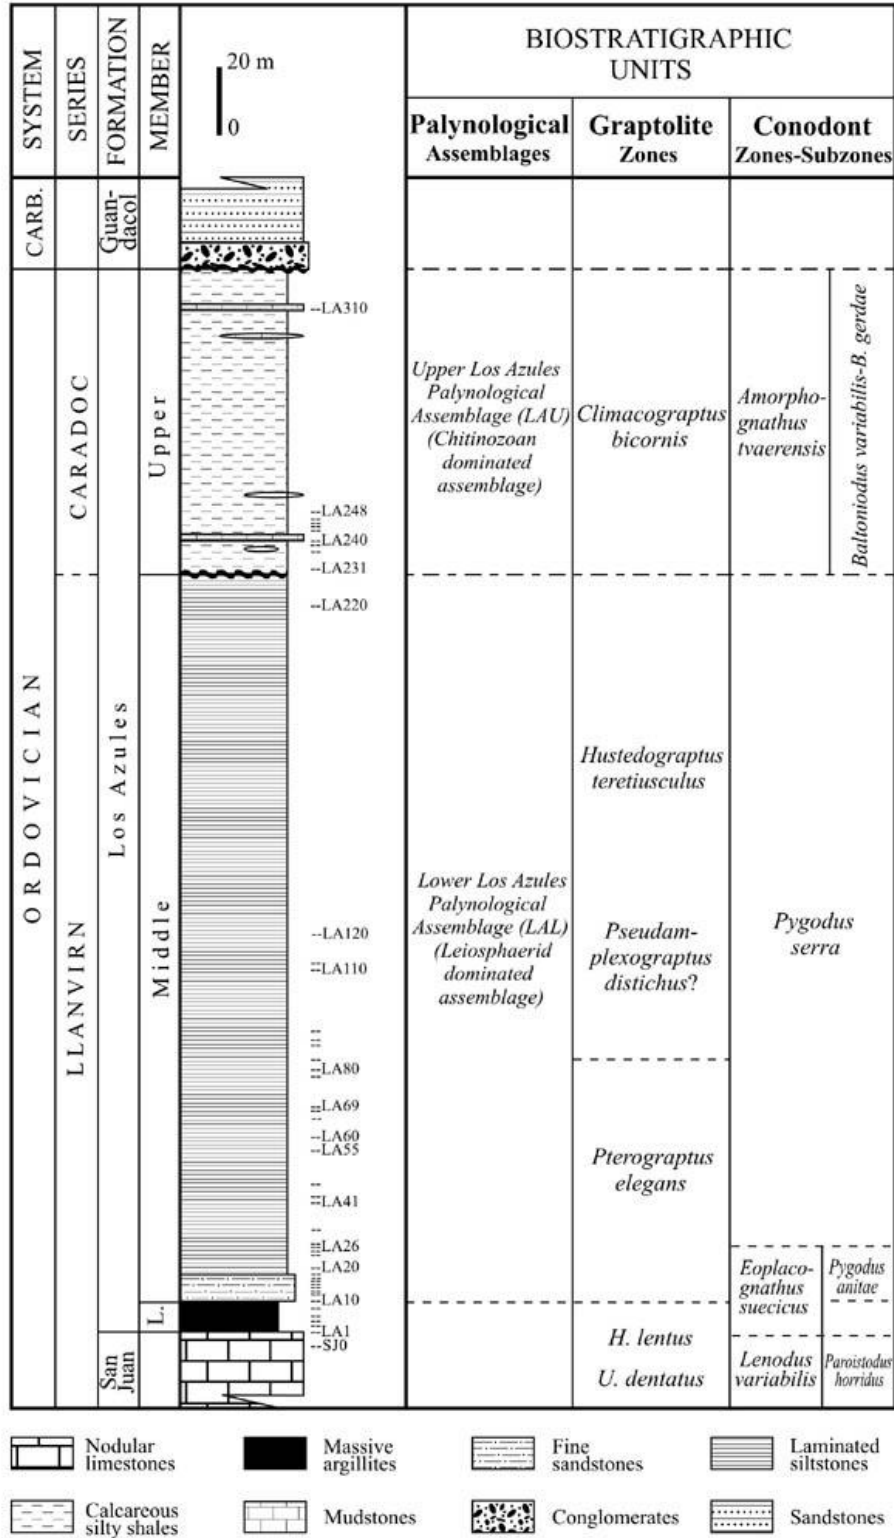 SYSTEM
SERIES
FORMATION
MEMBER
20 m
0
BIOSTRATIGRAPHIC
UNITS
Palynological
Assemblages
Graptolite
Zones
Conodont
Zones-Subzones
CARB.
Guan-
dacol
ORDOVICIAN
CARADOC
LLANVIRN
Los Azules
San
Juan
Upper
Middle
L.
LA310
LA248
LA240
LA231
LA220
LA120
LA110
LA80
LA69
LA60
LA55
LA41
LA26
LA20
LA10
LA1
SJ0
Upper Los Azules
Palynological
Assemblage (LAU)
(Chitinozoan
dominated
assemblage)
Climacograptus
bicornis
Amorpho-
gnathus
tvaerensis
Baltoniodus variabilis-B. gerdae
Lower Los Azules
Palynological
Assemblage (LAL)
(Leiosphaerid
dominated
assemblage)
Hustedograptus
teretiusculus
Pseudam-
plexograptus
distichus?
Pterograptus
elegans
H. lentus
U. dentatus
Pygodus
serra
Eoplaco-
gnathus
suecicus
Pygodus
anitae
Lenodus
variabilis
Paroistodus
horridus
Nodular
limestones
Massive
argillites
Fine
sandstones
Laminated
siltstones
Calcareous
silty shales
Mudstones
Conglomerates
Sandstones